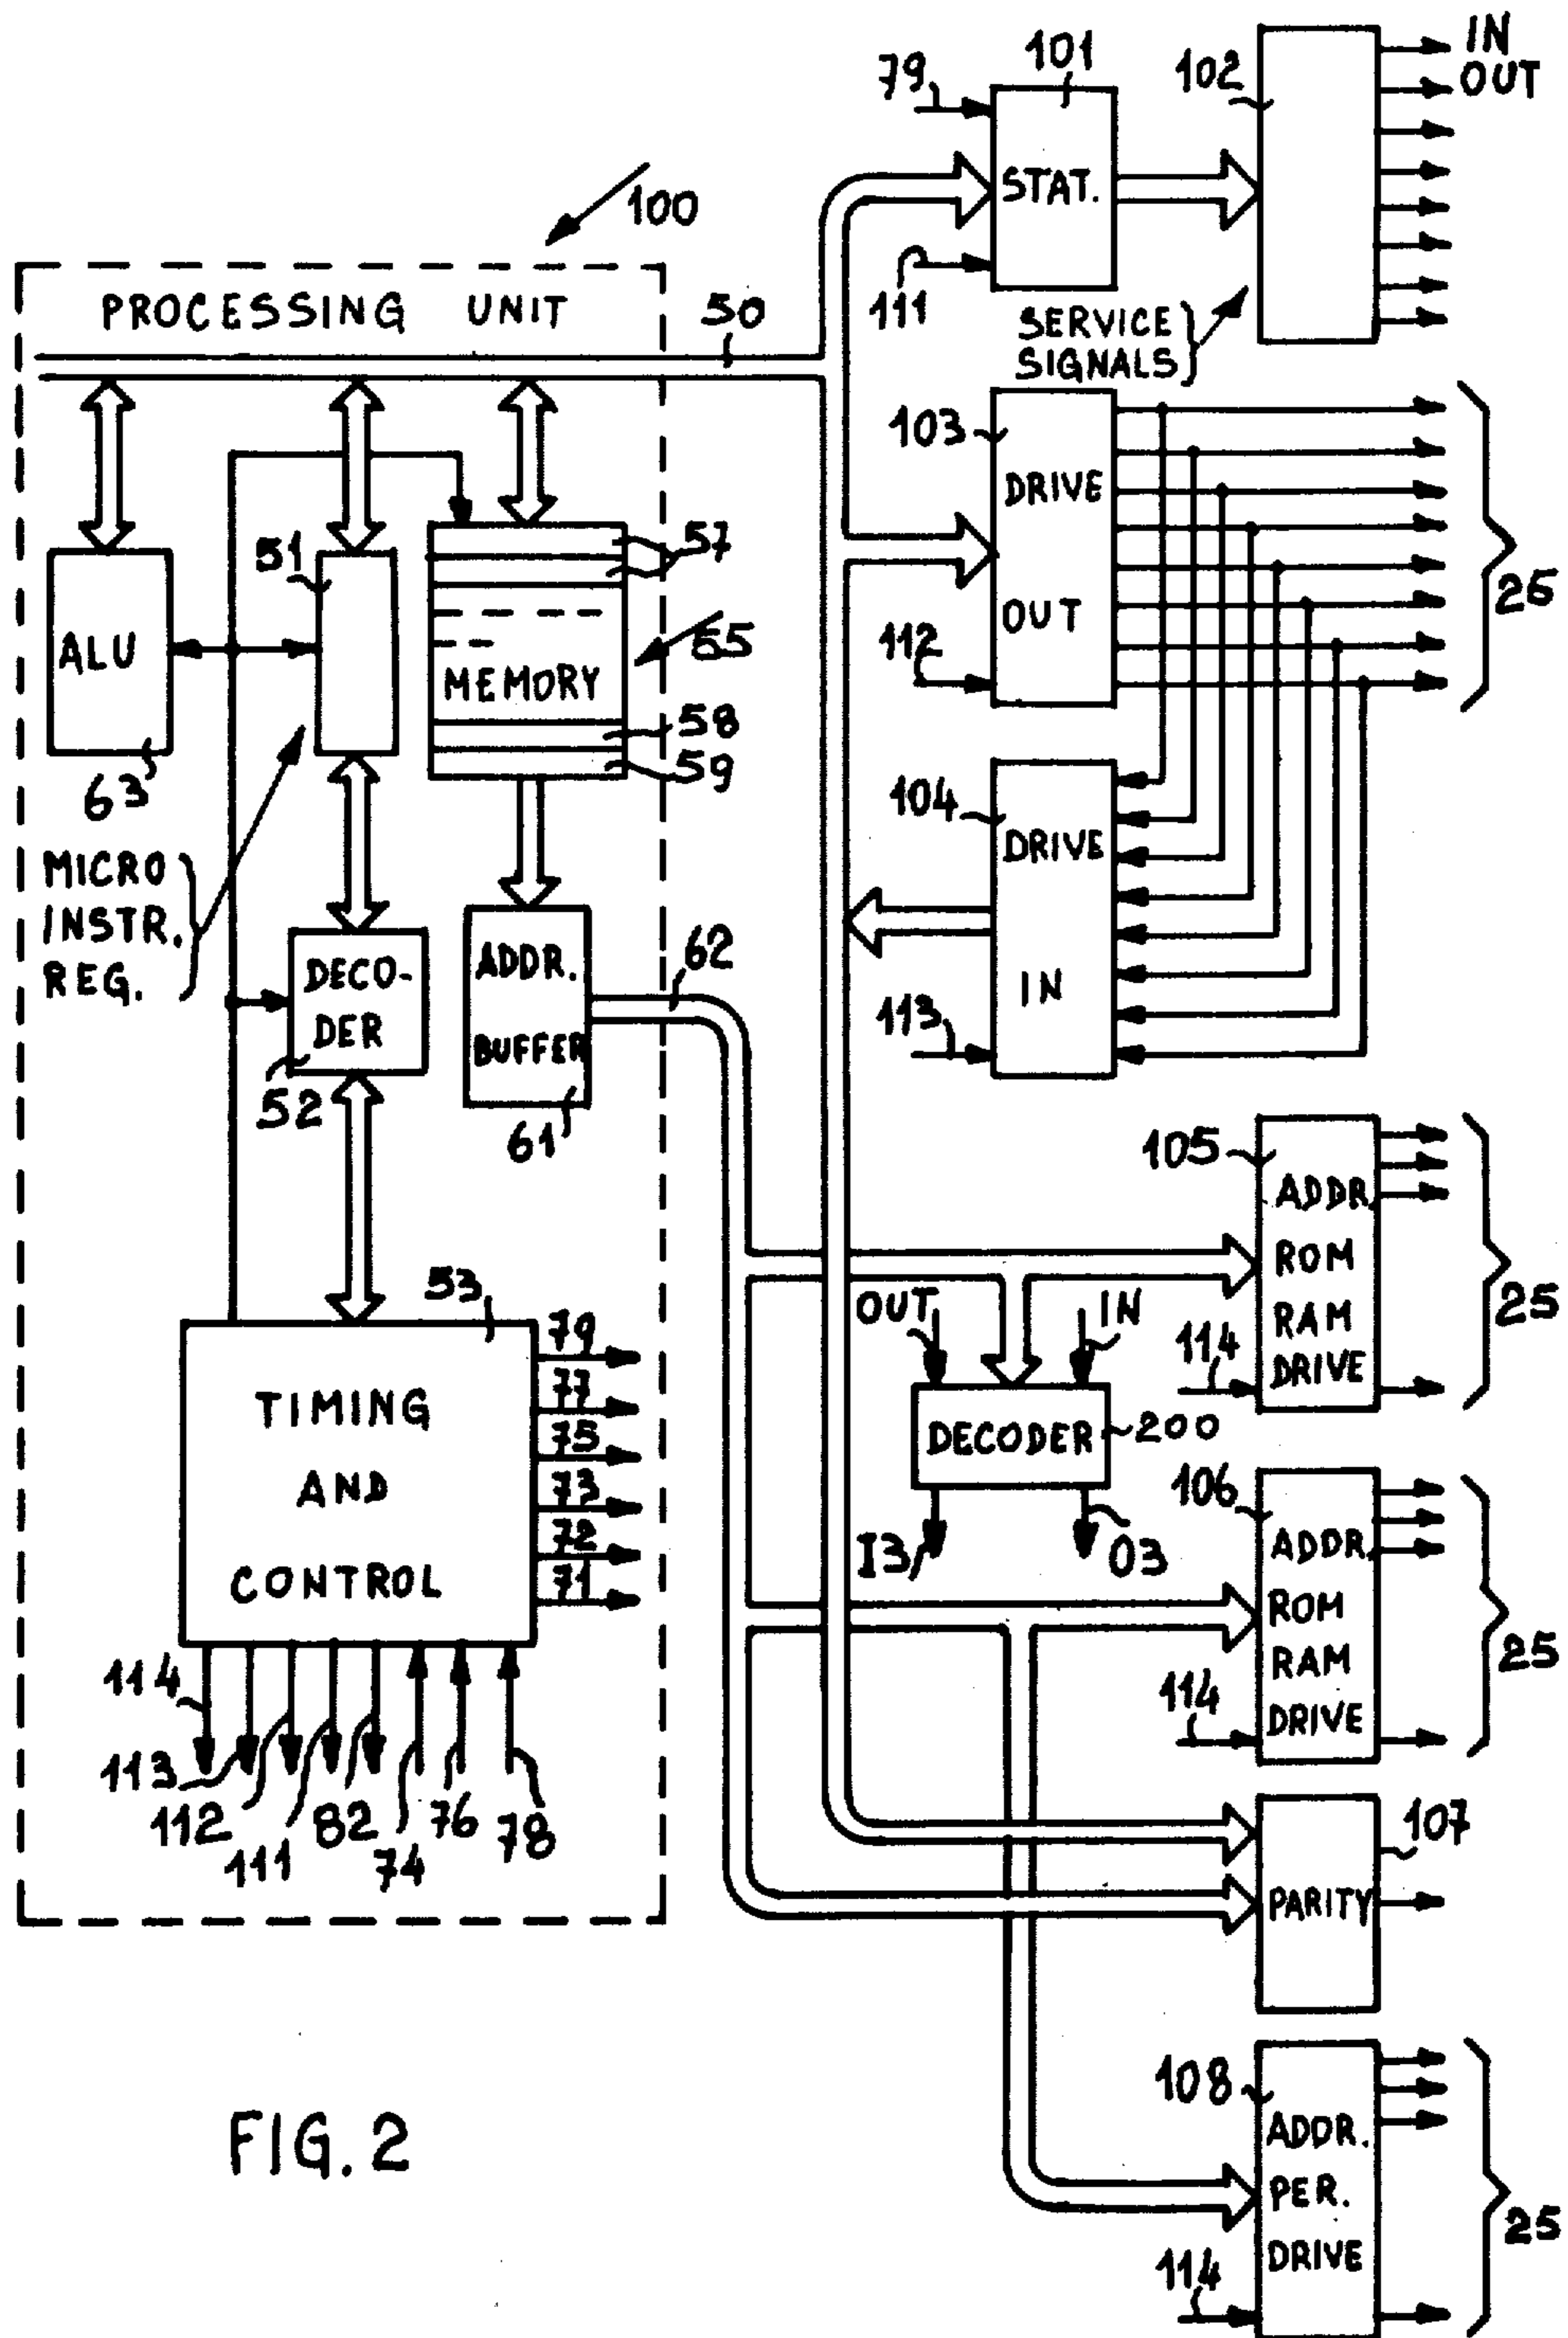 IN
OUT
79
101
102
STAT.
100
111
SERVICE
SIGNALS
PROCESSING UNIT
50
103
DRIVE
OUT
112
26
51
57
ALU
55
MEMORY
58
59
63
104
DRIVE
IN
113
MICRO
INSTR.
REG.
DECO-
DER
52
ADDR.
BUFFER
61
62
105
ADDR.
ROM
RAM
DRIVE
114
25
OUT
IN
DECODER
200
I3
O3
53
TIMING
AND
CONTROL
79
77
75
73
72
71
106
ADDR.
ROM
RAM
DRIVE
114
25
114
113
112
111
82
74
76
78
107
PARITY
108
ADDR.
PER.
DRIVE
114
25
FIG. 2